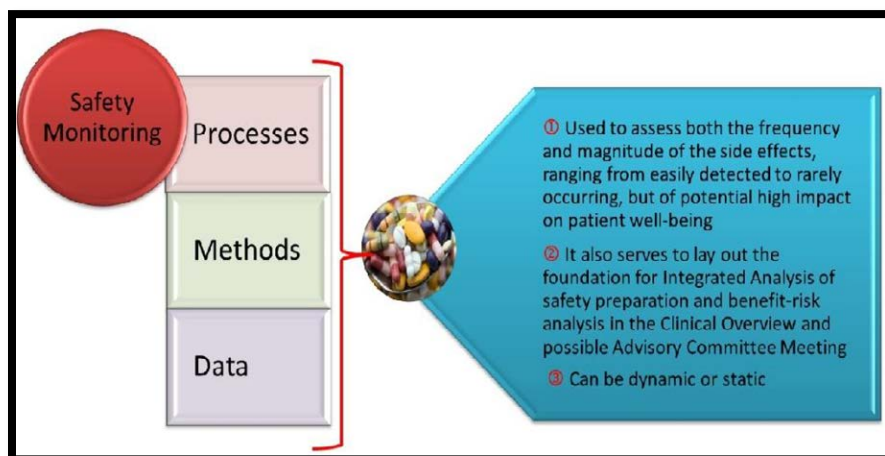 Safety
Monitoring
Processes
Methods
Data
① Used to assess both the frequency
and magnitude of the side effects,
ranging from easily detected to rarely
occurring, but of potential high impact
on patient well-being
② It also serves to lay out the
foundation for Integrated Analysis of
safety preparation and benefit-risk
analysis in the Clinical Overview and
possible Advisory Committee Meeting
③ Can be dynamic or static